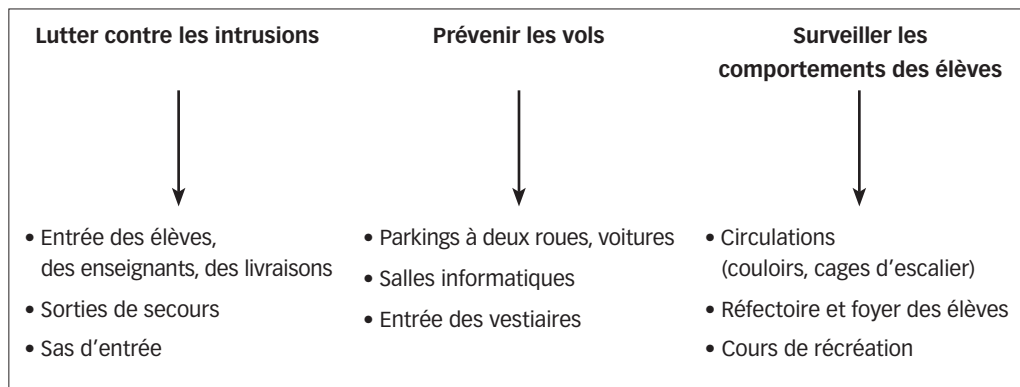 Lutter contre les intrusions
Prévenir les vols
Surveiller les
comportements des élèves
• Entrée des élèves,
des enseignants, des livraisons
• Sorties de secours
• Sas d'entrée
• Parkings à deux roues, voitures
• Salles informatiques
• Entrée des vestiaires
• Circulations
(couloirs, cages d'escalier)
• Réfectoire et foyer des élèves
• Cours de récréation